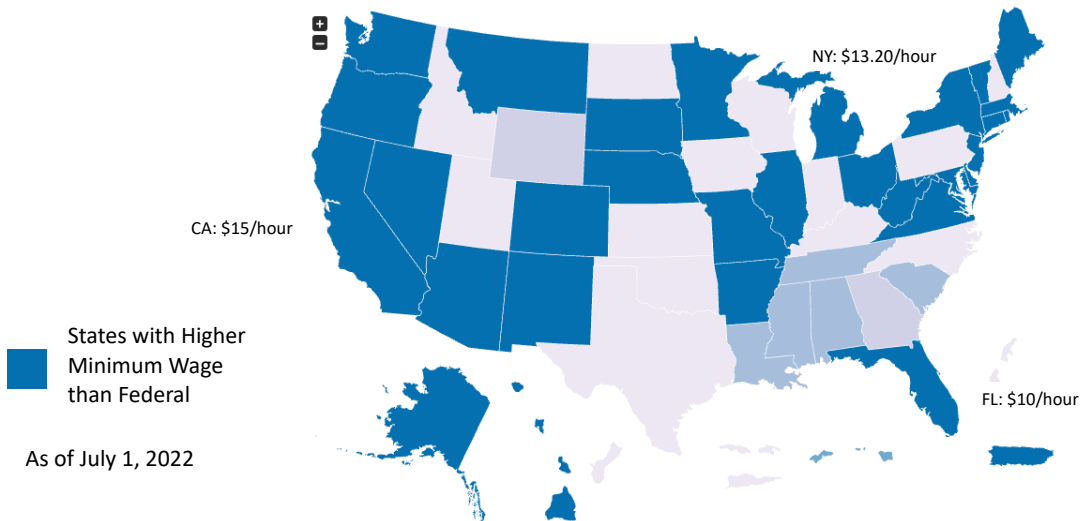 +
−
NY: $13.20/hour
CA: $15/hour
States with Higher
Minimum Wage
than Federal
FL: $10/hour
As of July 1, 2022